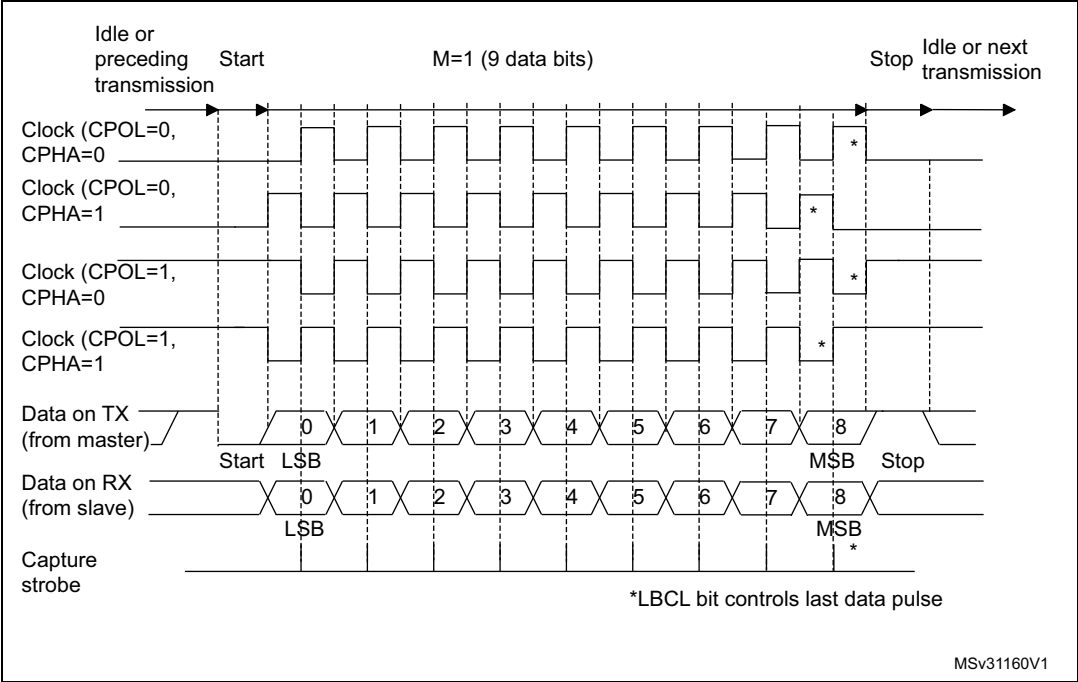 Idle or
preceding
transmission
Start
M=1 (9 data bits)
Stop
Idle or next
transmission
Clock (CPOL=0,
CPHA=0
*
Clock (CPOL=0,
CPHA=1
*
Clock (CPOL=1,
CPHA=0
*
Clock (CPOL=1,
CPHA=1
*
Data on TX
(from master)
0 1 2 3 4 5 6 7 8
Start LSB MSB Stop
Data on RX
(from slave)
0 1 2 3 4 5 6 7 8
LSB MSB
Capture
strobe
*
*LBCL bit controls last data pulse
MSv31160V1